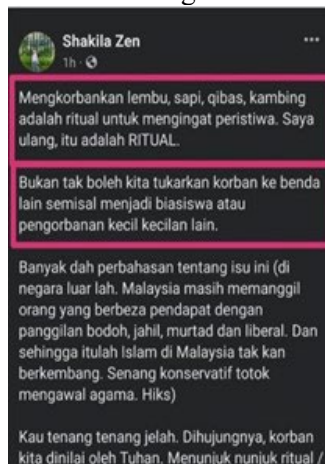 Shakila Zen
1h
Mengkorbankan lembu, sapi, qibas, kambing
adalah ritual untuk mengingat peristiwa. Saya
ulang, itu adalah RITUAL.
Bukan tak boleh kita tukarkan korban ke benda
lain semisal menjadi biasiswa atau
pengorbanan kecil kecilan lain.
Banyak dah perbahasan tentang isu ini (di
negara luar lah. Malaysia masih memanggil
orang yang berbeza pendapat dengan
panggilan bodoh, jahil, murtad dan liberal. Dan
sehingga itulah Islam di Malaysia tak kan
berkembang. Senang konservatif totok
mengawal agama. Hiks)
Kau tenang tenang jelah. Dihujungnya, korban
kita dinilai oleh Tuhan. Menunjuk nunjuk ritual /